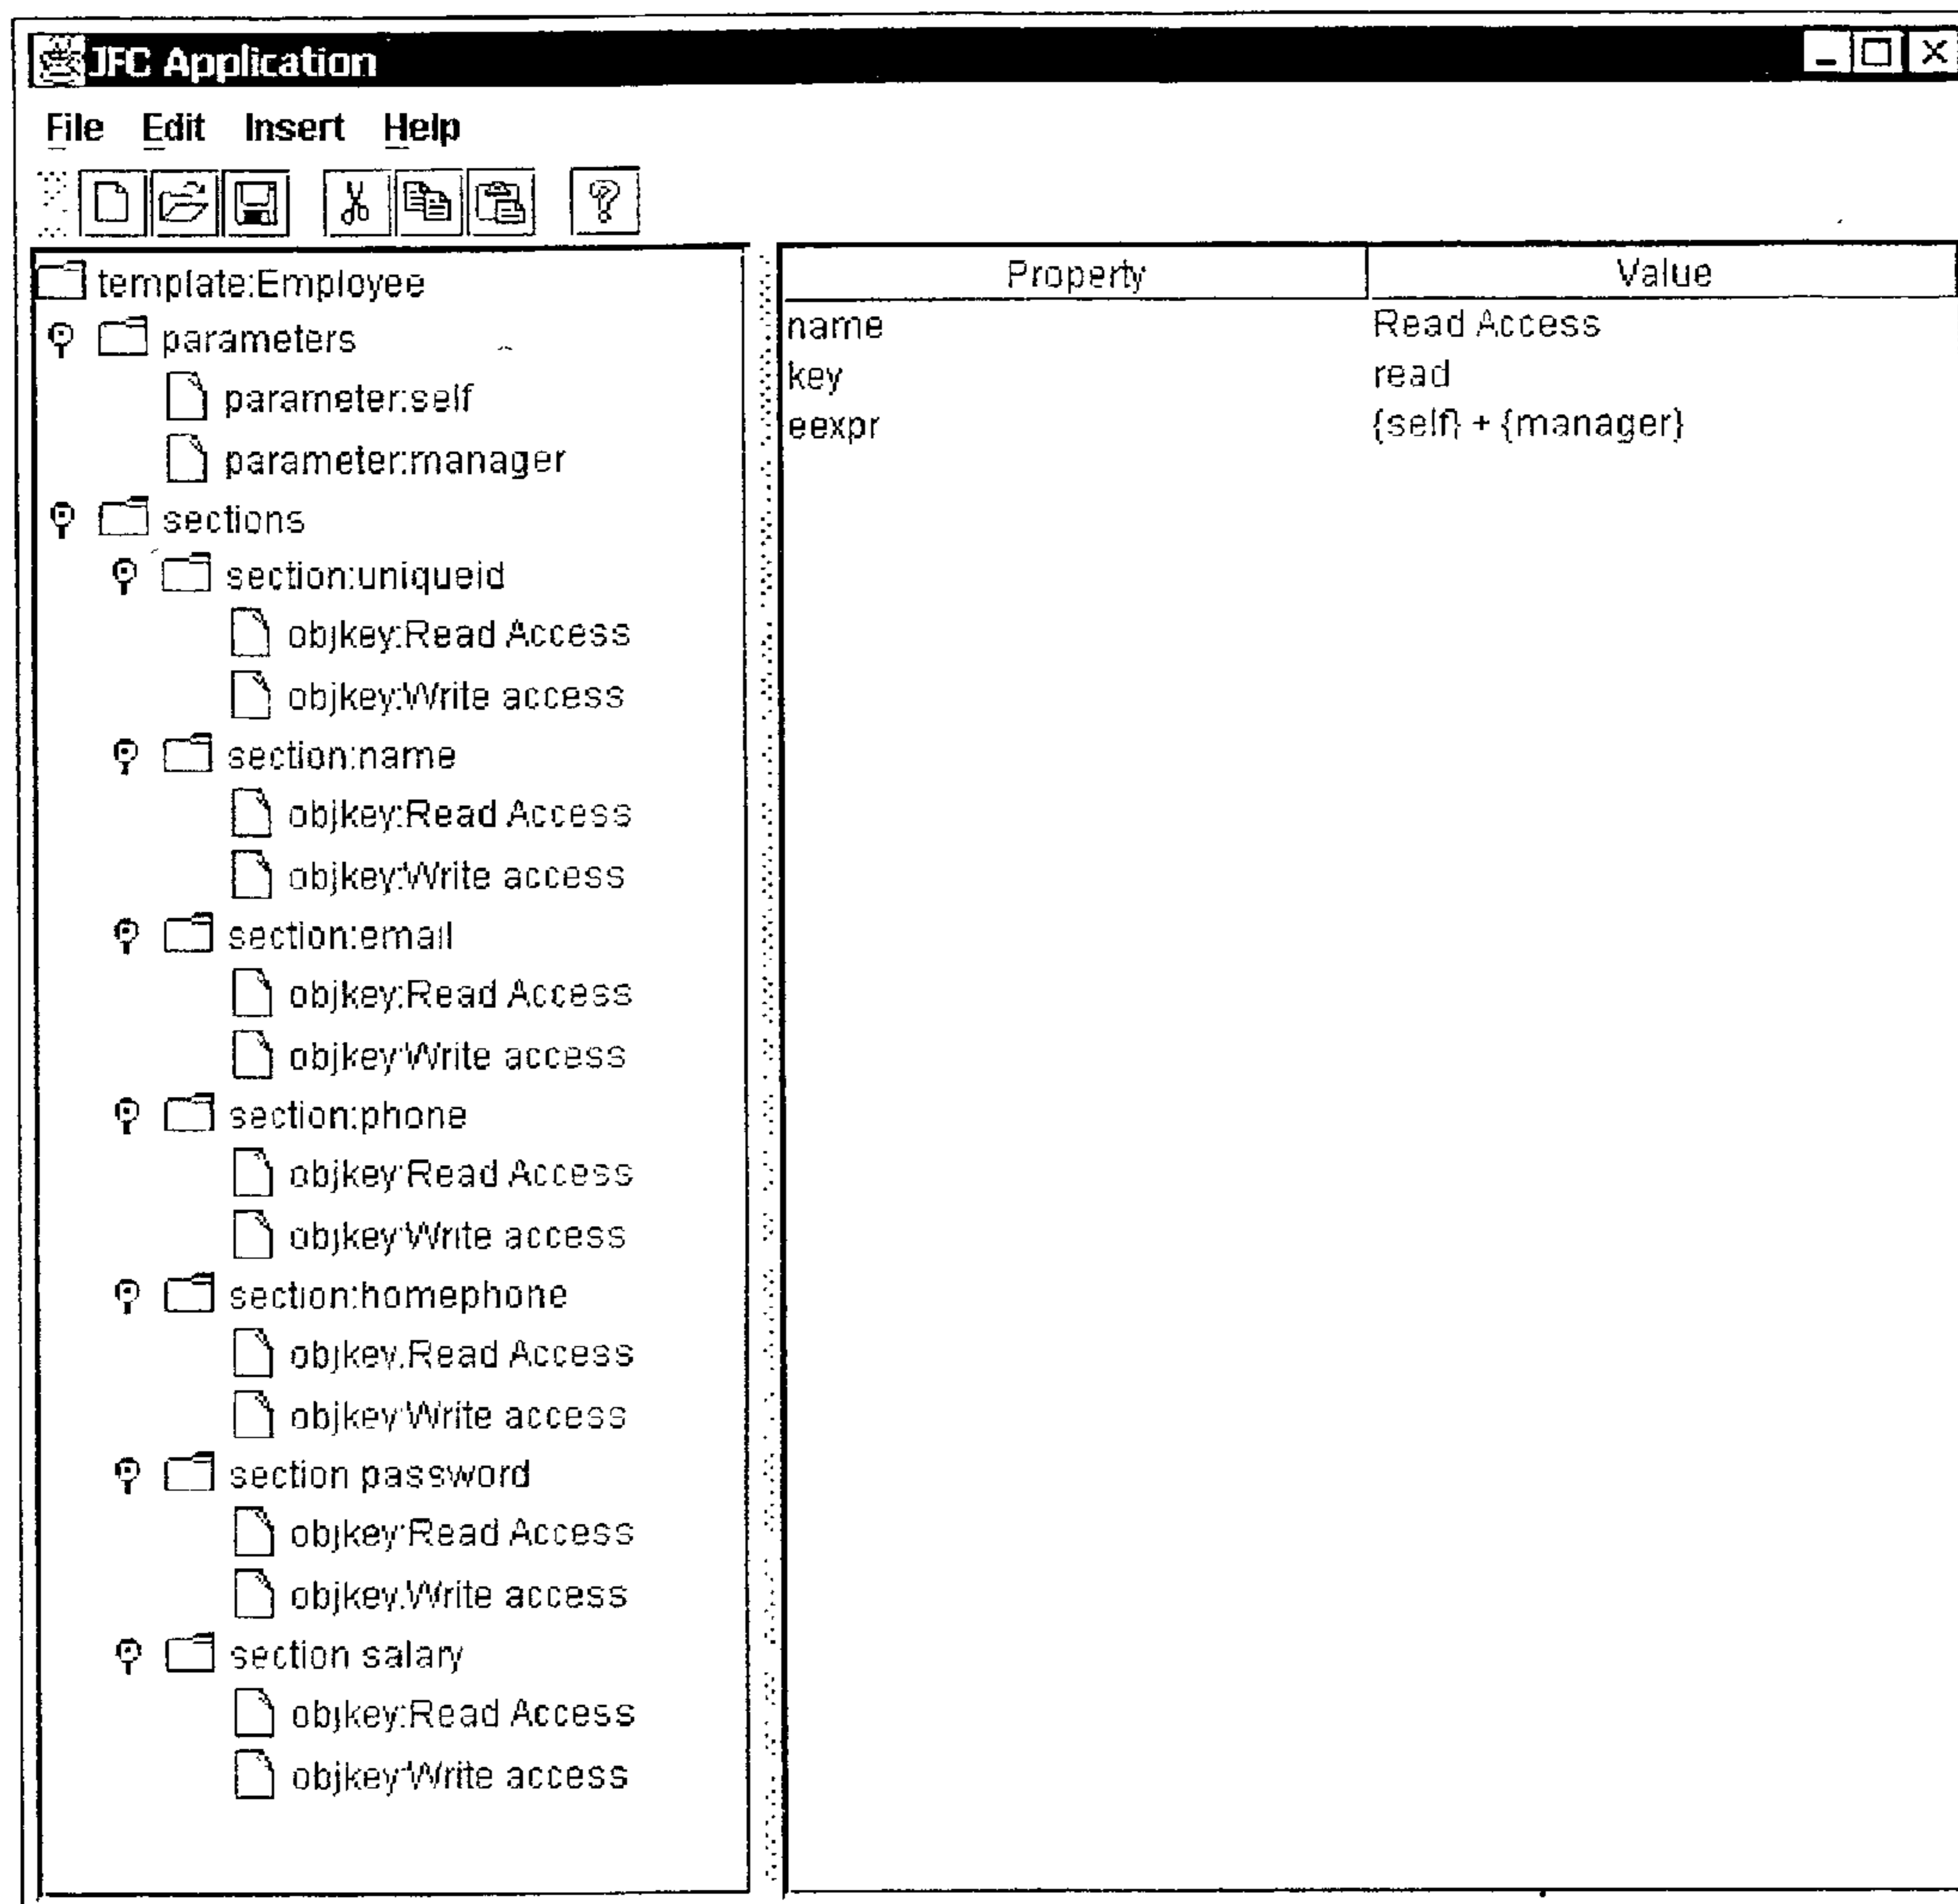 JFC Application
File Edit Insert Help
template:Employee
parameters
parameter:self
parameter:manager
sections
section:uniqueid
objkey:Read Access
objkey:Write access
section:name
objkey:Read Access
objkey:Write access
section:email
objkey:Read Access
objkey:Write access
section:phone
objkey:Read Access
objkey:Write access
section:homephone
objkey:Read Access
objkey:Write access
section password
objkey:Read Access
objkey:Write access
section salary
objkey:Read Access
objkey:Write access
Property Value
name Read Access
key read
eexpr {self} + {manager}